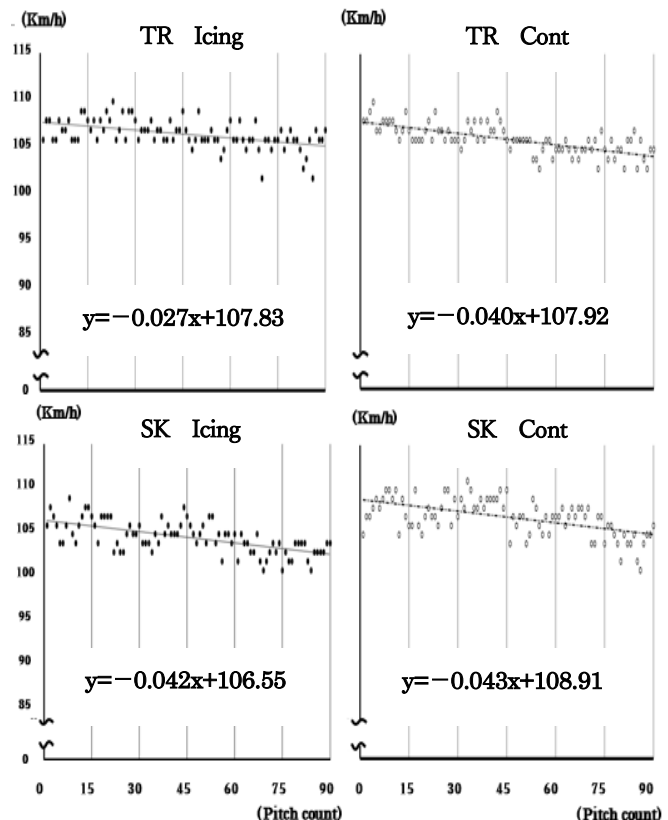 (Km/h)
TR Icing
115
110
105
100
95
90
85
0
y=−0.027x+107.83
(Km/h)
TR Cont
y=−0.040x+107.92
(Km/h)
SK Icing
115
110
105
100
95
90
85
0
y=−0.042x+106.55
0 15 30 45 60 75 90
(Pitch count)
(Km/h)
SK Cont
y=−0.043x+108.91
0 15 30 45 60 75 90
(Pitch count)